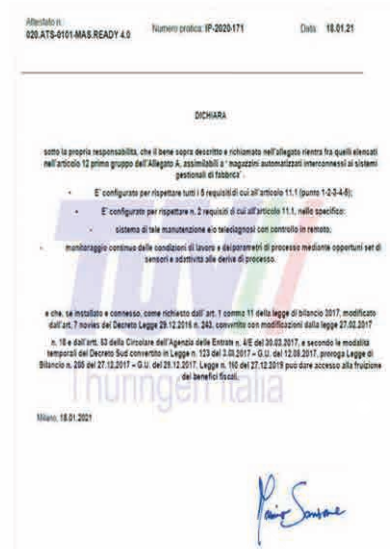 Attestato n.
020.ATS-0101-MAS.READY 4.0
Numero pratica: IP-2020-171
Data 18.01.21
DICHIARA
sotto la propria responsabilità, che il bene sopra descritto e richiamato nell'allegato rientra fra quelli elencati
nell'articolo 12 primo gruppo dell'Allegato A, assimilabili a " magazzini automatizzati interconnessi ai sistemi
gestionali di fabbrica".
• E' configurato per rispettare tutti i 5 requisiti di cui all'articolo 11.1 (punto 1-2-3-4-5);
• E' configurato per rispettare n. 2 requisiti di cui all'articolo 11.1, nello specifico:
- sistema di tele manutenzione e/o telediagnosi con controllo in remoto;
- monitoraggio continuo delle condizioni di lavoro e dei parametri di processo mediante opportuni set di
sensori e adattività alle derive di processo.
e che, se installato e connesso, come richiesto dall' art. 1 comma 11 della legge di bilancio 2017, modificato
dall'art. 7 novies del Decreto Legge 29.12.2016 n. 243, convertito con modificazioni dalla legge 27.02.2017
n. 18 e dall'art. 63 della Circolare dell'Agenzia delle Entrate n. 4/E del 30.03.2017, e secondo le modalità
temporali del Decreto Sud convertito in Legge n. 123 del 3.08.2017 – G.U. del 12.08.2017, proroga Legge di
Bilancio n. 205 del 27.12.2017 – G.U. del 29.12.2017, Legge n. 160 del 27.12.2019 può dare accesso alla fruizione
dei benefici fiscali.
TÜV
Thüringen Italia
Milano, 18.01.2021